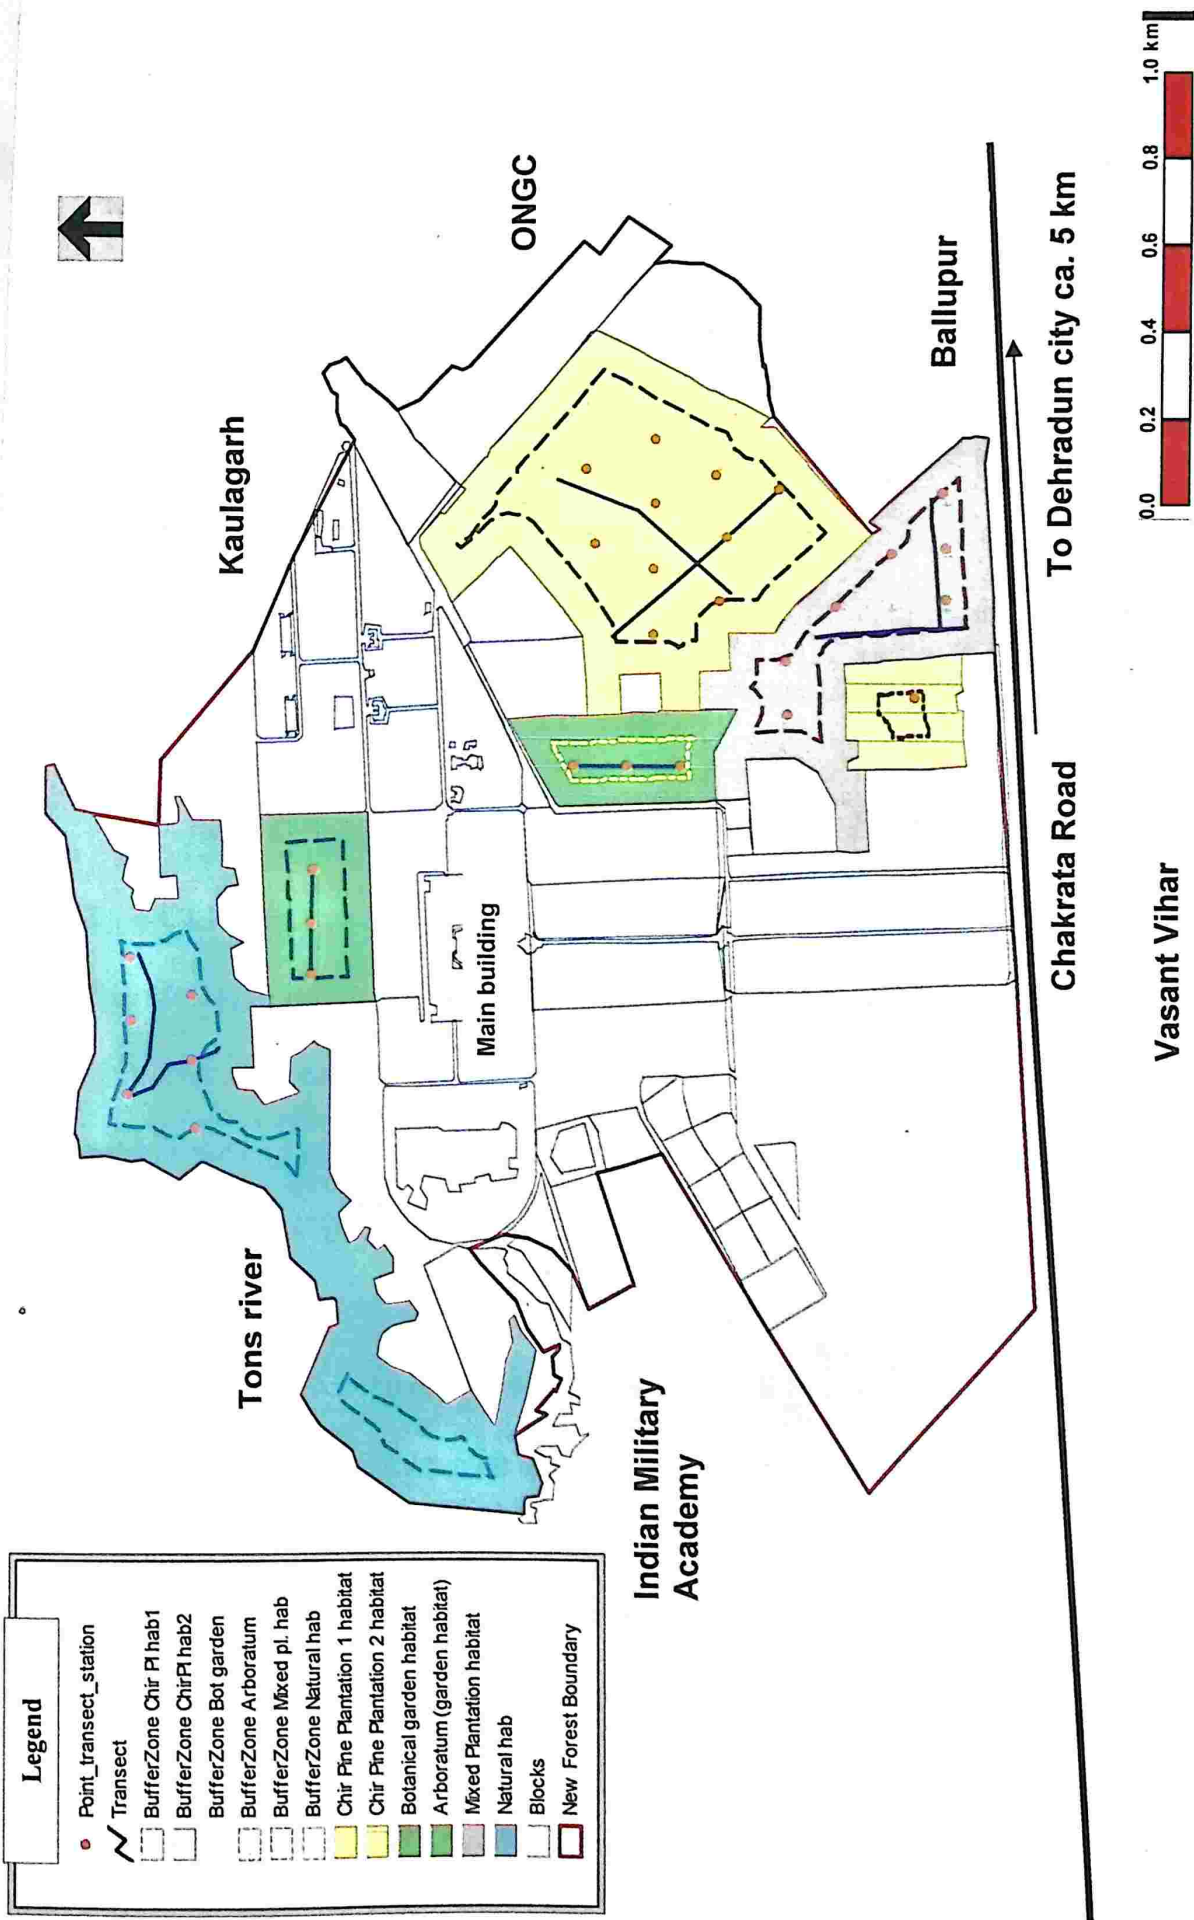 Legend
Point_transect_station
Transect
BufferZone Chir Pl hab1
BufferZone ChirPl hab2
BufferZone Bot garden
BufferZone Arboratum
BufferZone Mixed pl. hab
BufferZone Natural hab
Chir Pine Plantation 1 habitat
Chir Pine Plantation 2 habitat
Botanical garden habitat
Arboratum (garden habitat)
Mixed Plantation habitat
Natural hab
Blocks
New Forest Boundary
Tons river
Kaulagarh
ONGC
Main building
Indian Military
Academy
Ballupur
Chakrata Road
To Dehradun city ca. 5 km
Vasant Vihar
0.0 0.2 0.4 0.6 0.8 1.0 km